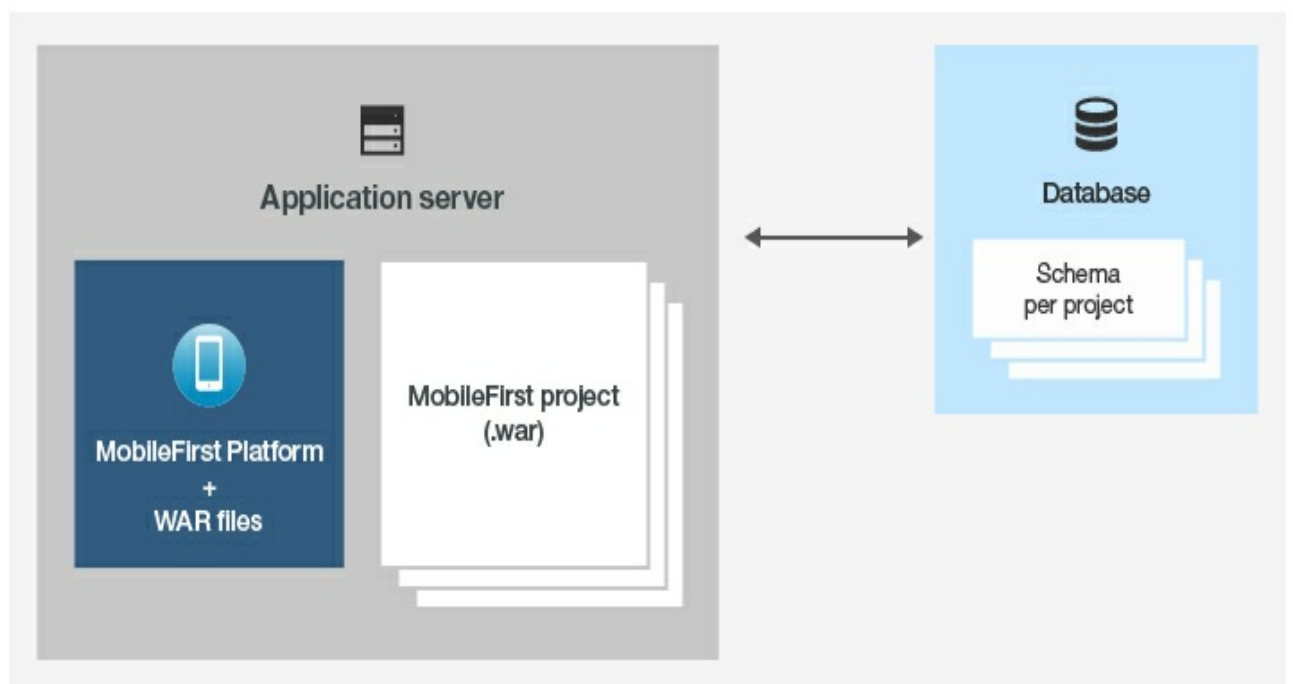 Application server
MobileFirst Platform
+
WAR files
MobileFirst project
(.war)
Database
Schema
per project